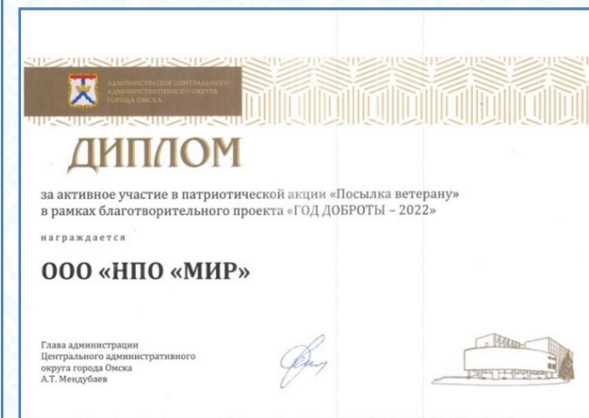 АДМИНИСТРАЦИЯ ЦЕНТРАЛЬНОГО
АДМИНИСТРАТИВНОГО ОКРУГА
ГОРОДА ОМСКА
ДИПЛОМ
за активное участие в патриотической акции «Посылка ветерану»
в рамках благотворительного проекта «ГОД ДОБРОТЫ – 2022»
награждается
ООО «НПО «МИР»
Глава администрации
Центрального административного
округа города Омска
А.Т. Мендубаев